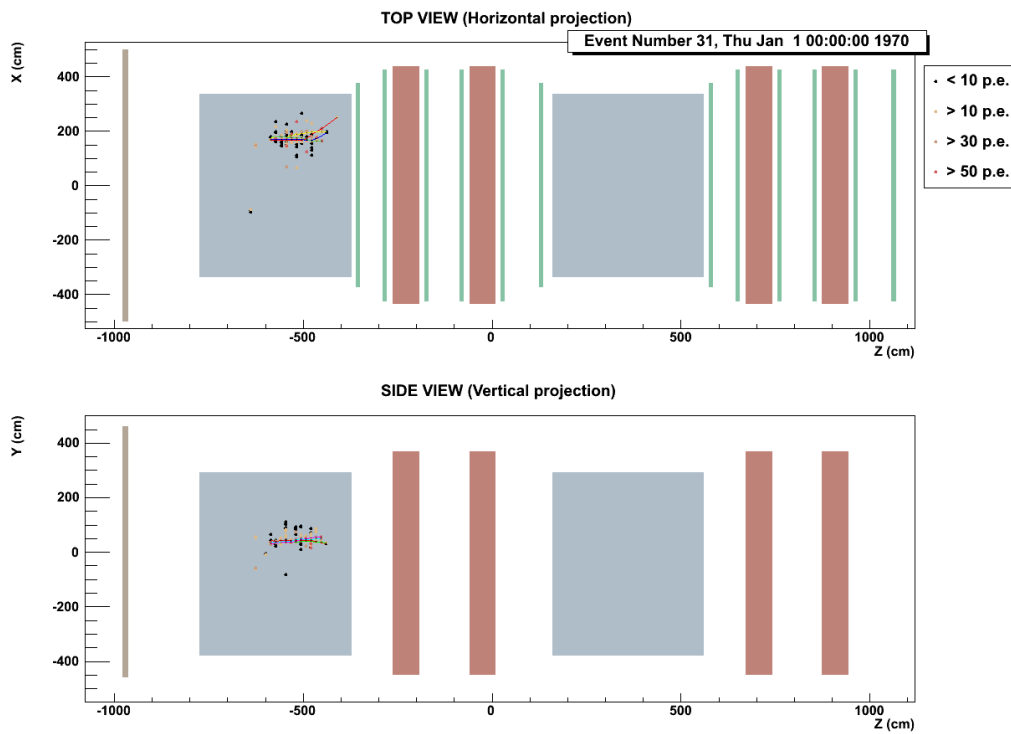 TOP VIEW (Horizontal projection)
Event Number 31, Thu Jan  1 00:00:00 1970
X (cm)
400
200
0
-200
-400
-1000
-500
0
500
1000
Z (cm)
< 10 p.e.
> 10 p.e.
> 30 p.e.
> 50 p.e.
SIDE VIEW (Vertical projection)
Y (cm)
400
200
0
-200
-400
-1000
-500
0
500
1000
Z (cm)